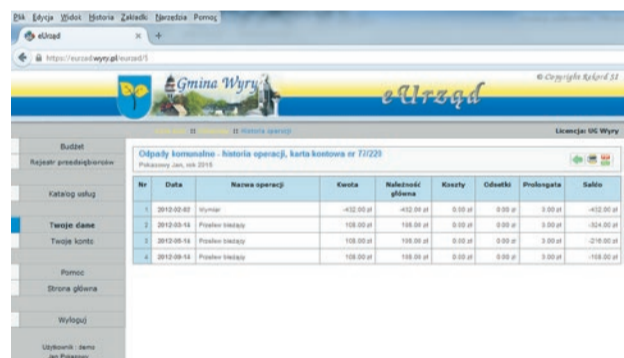 Plik Edycja Widok Historia Zakładki Narzędzia Pomoc
eUrząd × +
https://eurzad.wyry.pl/eurzad/5
Gmina Wyry
eUrząd
© Copyright Rekord SI
historia operacji
Licencja: UG Wyry
Budżet
Rejestr przedsiębiorców
Katalog usług
Twoje dane
Twoje konto
Pomoc
Strona główna
Wyloguj
Użytkownik : demo
Jan Pokazowy
Odpady komunalne - historia operacji, karta kontowa nr 77/220
Pokazowy Jan, rok 2015
Nr Data Nazwa operacji Kwota Należność główna Koszty Odsetki Prolongata Saldo
1 2012-02-02 Wymiar -432.00 zł -432.00 zł 0.00 zł 0.00 zł 0.00 zł -432.00 zł
2 2012-03-14 Przelew bieżący 108.00 zł 108.00 zł 0.00 zł 0.00 zł 0.00 zł -324.00 zł
3 2012-05-14 Przelew bieżący 108.00 zł 108.00 zł 0.00 zł 0.00 zł 0.00 zł -216.00 zł
4 2012-09-14 Przelew bieżący 108.00 zł 108.00 zł 0.00 zł 0.00 zł 0.00 zł -108.00 zł